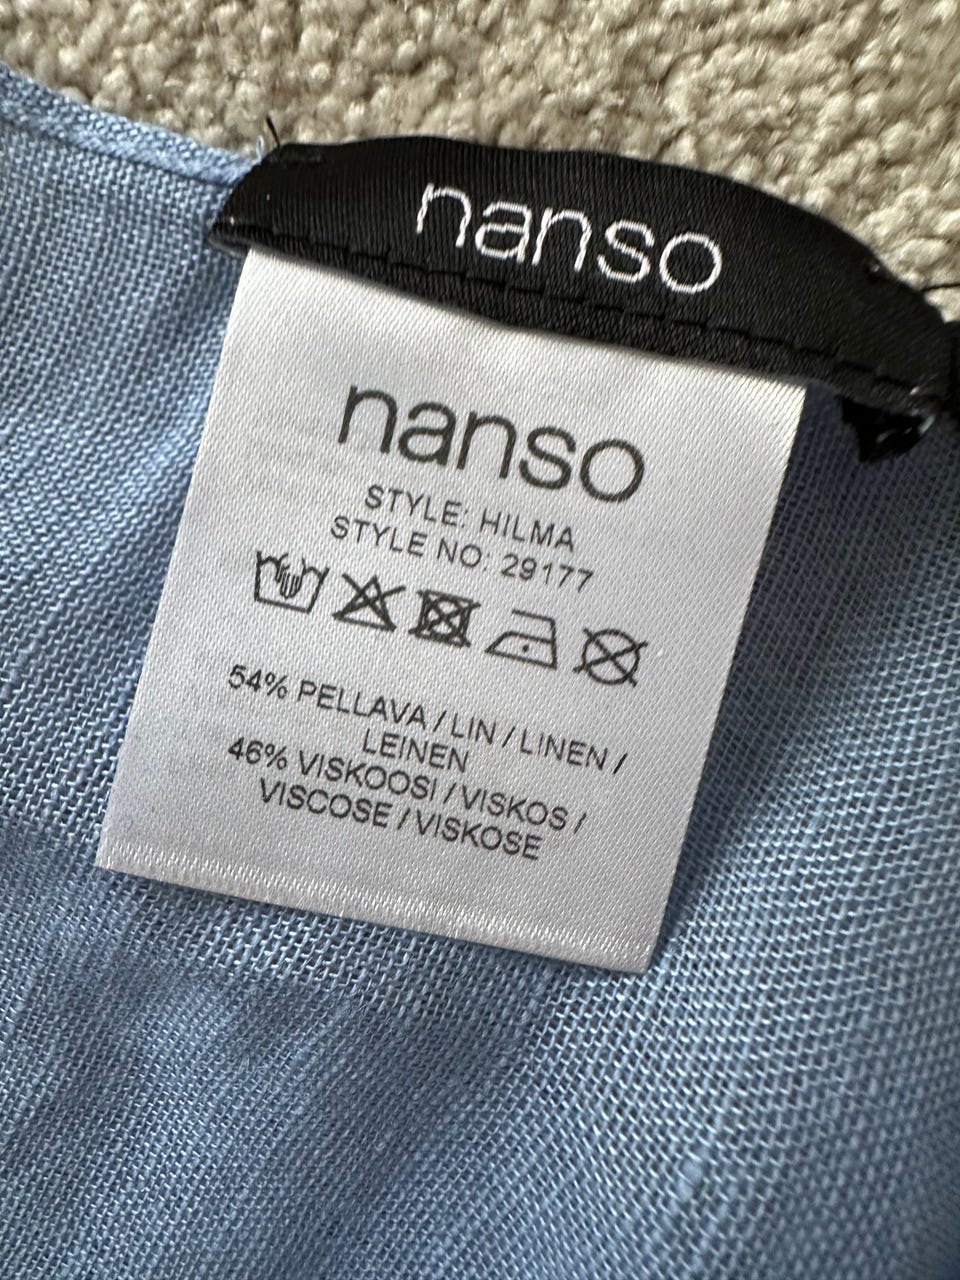 nanso
nanso
STYLE: HILMA
STYLE NO: 29177
54% PELLAVA / LIN / LINEN /
LEINEN
46% VISKOOSI / VISKOS /
VISCOSE / VISKOSE